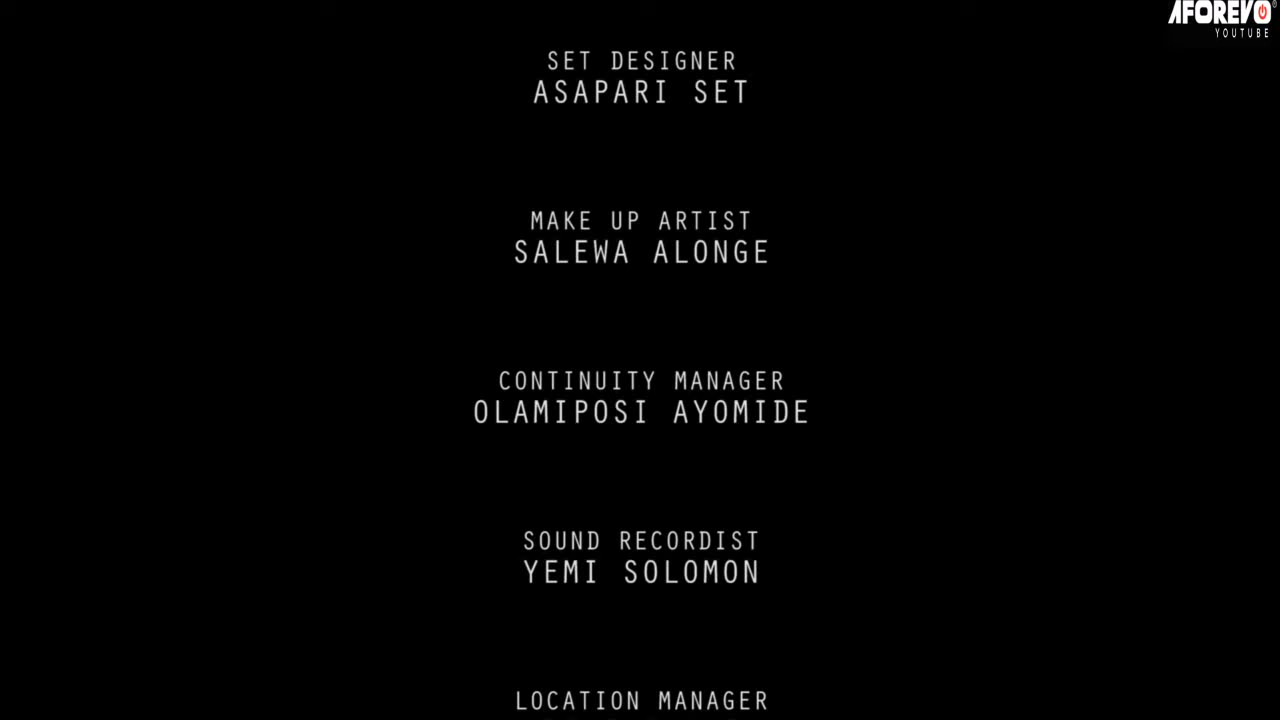 AFOREVO
YOUTUBE
SET DESIGNER
ASAPARI SET
MAKE UP ARTIST
SALEWA ALONGE
CONTINUITY MANAGER
OLAMIPOSI AYOMIDE
SOUND RECORDIST
YEMI SOLOMON
LOCATION MANAGER